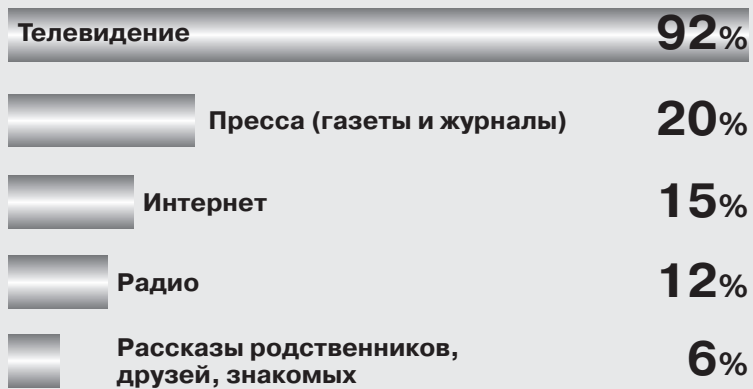 Телевидение 92%
Пресса (газеты и журналы) 20%
Интернет 15%
Радио 12%
Рассказы родственников,
друзей, знакомых 6%